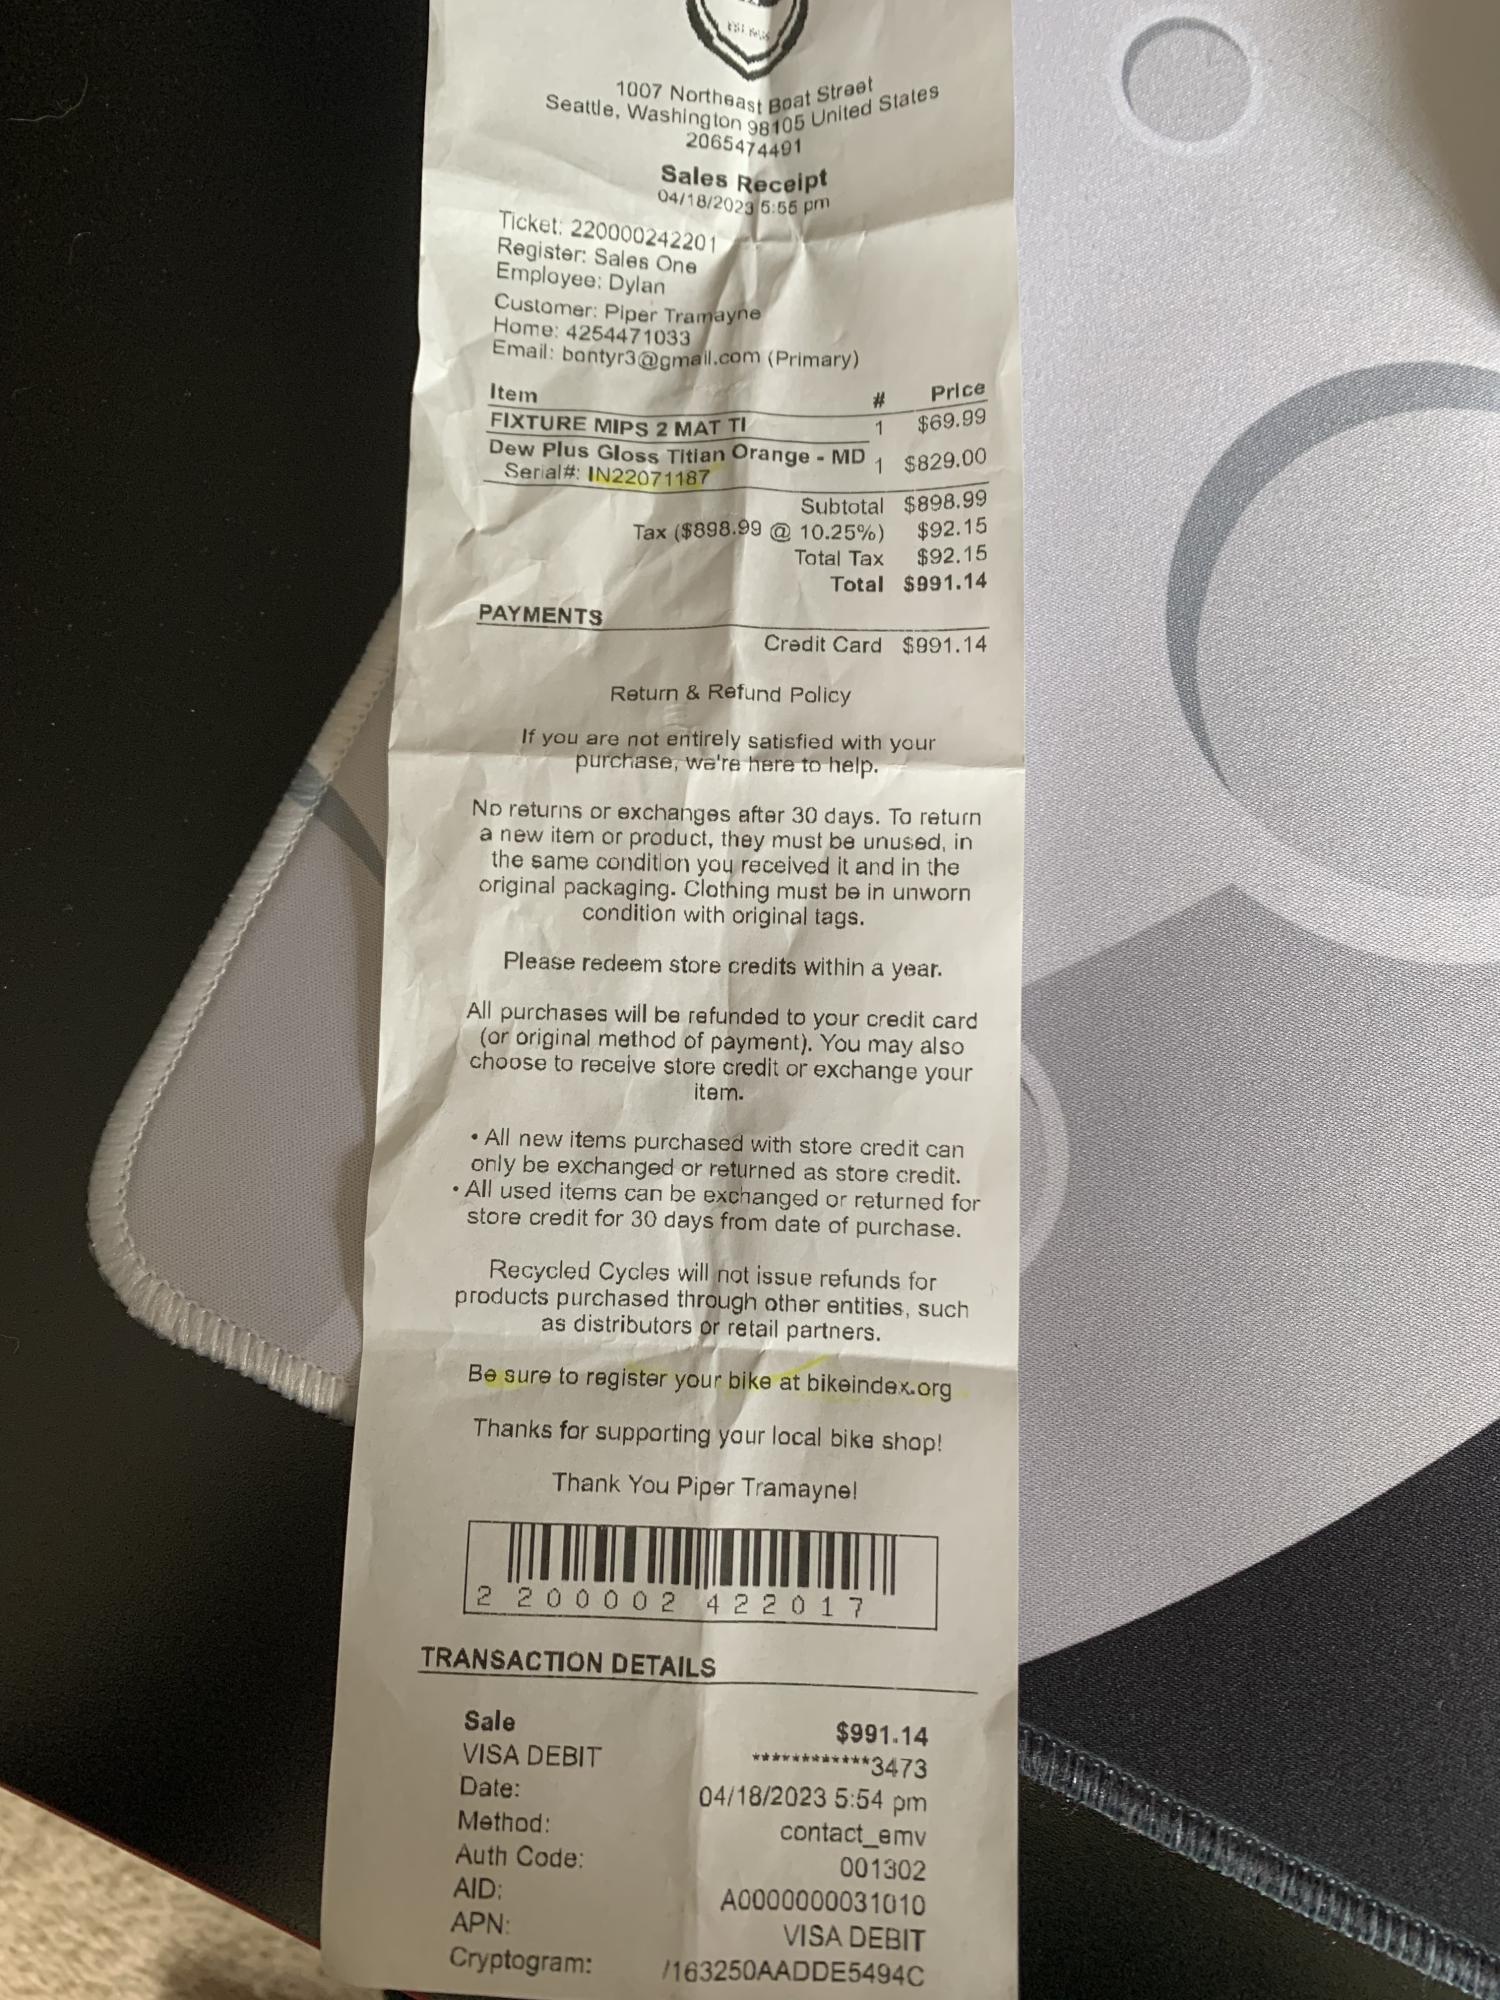 1007 Northeast Boat Street
Seattle, Washington 98105 United States
2065474491
Sales Receipt
04/18/2023 5:55 pm
Ticket: 220000242201
Register: Sales One
Employee: Dylan
Customer: Piper Tramayne
Home: 4254471033
Email: bontyr3@gmail.com (Primary)
Item # Price
FIXTURE MIPS 2 MAT TI 1 $69.99
Dew Plus Gloss Titian Orange - MD 1 $829.00
Serial#: IN22071187
Subtotal $898.99
Tax ($898.99 @ 10.25%) $92.15
Total Tax $92.15
Total $991.14
PAYMENTS
Credit Card $991.14
Return & Refund Policy
If you are not entirely satisfied with your
purchase, we're here to help.
No returns or exchanges after 30 days. To return
a new item or product, they must be unused, in
the same condition you received it and in the
original packaging. Clothing must be in unworn
condition with original tags.
Please redeem store credits within a year.
All purchases will be refunded to your credit card
(or original method of payment). You may also
choose to receive store credit or exchange your
item.
• All new items purchased with store credit can
only be exchanged or returned as store credit.
• All used items can be exchanged or returned for
store credit for 30 days from date of purchase.
Recycled Cycles will not issue refunds for
products purchased through other entities, such
as distributors or retail partners.
Be sure to register your bike at bikeindex.org
Thanks for supporting your local bike shop!
Thank You Piper Tramayne!
2 200002 422017
TRANSACTION DETAILS
Sale $991.14
VISA DEBIT ************3473
Date: 04/18/2023 5:54 pm
Method: contact_emv
Auth Code: 001302
AID: A0000000031010
APN: VISA DEBIT
Cryptogram: /163250AADDE5494C